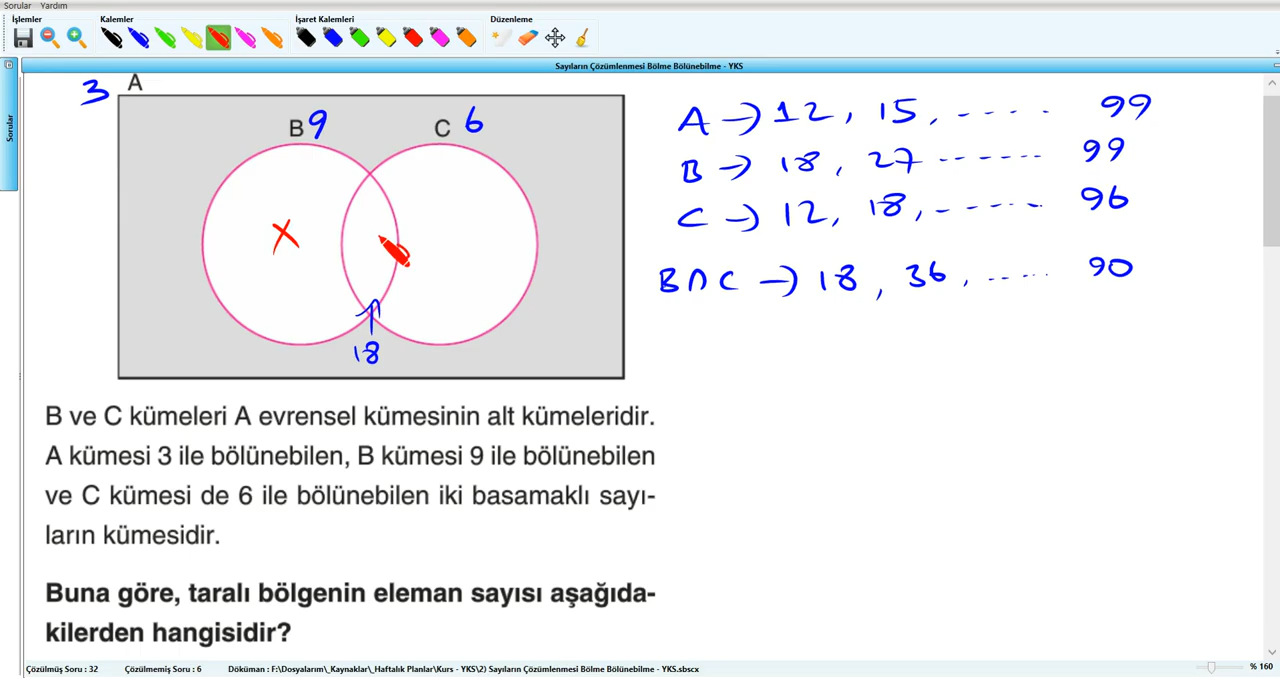 Sorular Yardım
İşlemler Kalemler İşaret Kalemleri Düzenleme
Sayıların Çözümlenmesi Bölme Bölünebilme - YKS
Sorular
3 A
B 9 C 6
18
A → 12, 15, ..... 99
B → 18, 27 ....... 99
C → 12, 18, ....... 96
B∩C → 18, 36, ..... 90
B ve C kümeleri A evrensel kümesinin alt kümeleridir.
A kümesi 3 ile bölünebilen, B kümesi 9 ile bölünebilen
ve C kümesi de 6 ile bölünebilen iki basamaklı sayı-
ların kümesidir.
Buna göre, taralı bölgenin eleman sayısı aşağıda-
kilerden hangisidir?
Çözülmüş Soru : 32 Çözülmemiş Soru : 6 Döküman : F:\Dosyalarım\_Kaynaklar\_Haftalık Planlar\Kurs - YKS\2) Sayıların Çözümlenmesi Bölme Bölünebilme - YKS.sbscx % 160